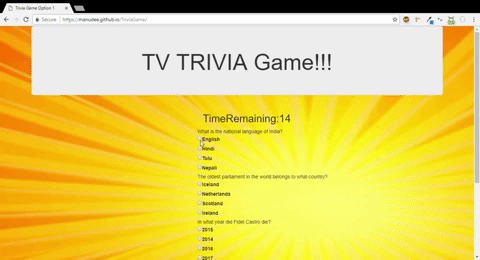 Trivia Game Option 1
Secure
https://manudee.github.io/TriviaGame/
TV TRIVIA Game!!!
TimeRemaining:14
What is the national language of India?
English
Hindi
Tulu
Nepali
The oldest parliament in the world belongs to what country?
Iceland
Netherlands
Scotland
Ireland
In what year did Fidel Castro die?
2015
2014
2016
2017